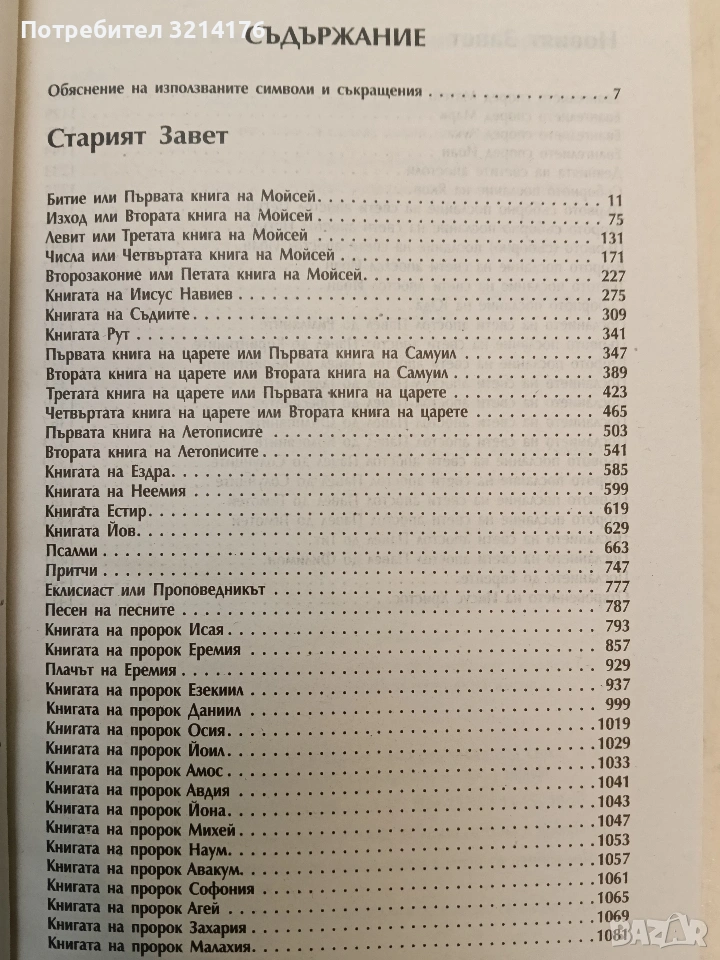 Потребител 3214176
СЪДЪРЖАНИЕ
Обяснение на използваните символи и съкращения . . . . . . . . . . . . . . . . . . . 7
Старият Завет
Битие или Първата книга на Мойсей. . . . . . . . . . . . . . . . . . . . . . . . . . . . 11
Изход или Втората книга на Мойсей. . . . . . . . . . . . . . . . . . . . . . . . . . . . 75
Левит или Третата книга на Мойсей . . . . . . . . . . . . . . . . . . . . . . . . . . . . 131
Числа или Четвъртата книга на Мойсей . . . . . . . . . . . . . . . . . . . . . . . . . 171
Второзаконие или Петата книга на Мойсей. . . . . . . . . . . . . . . . . . . . . . . 227
Книгата на Иисус Навиев . . . . . . . . . . . . . . . . . . . . . . . . . . . . . . . . . . . 275
Книгата на Съдиите . . . . . . . . . . . . . . . . . . . . . . . . . . . . . . . . . . . . . . . 309
Книгата Рут . . . . . . . . . . . . . . . . . . . . . . . . . . . . . . . . . . . . . . . . . . . . 341
Първата книга на царете или Първата книга на Самуил . . . . . . . . . . . . . 347
Втората книга на царете или Втората книга на Самуил . . . . . . . . . . . . . . 389
Третата книга на царете или Първата книга на царете . . . . . . . . . . . . . . 423
Четвъртата книга на царете или Втората книга на царете . . . . . . . . . . . . 465
Първата книга на Летописите . . . . . . . . . . . . . . . . . . . . . . . . . . . . . . . 503
Втората книга на Летописите . . . . . . . . . . . . . . . . . . . . . . . . . . . . . . . . 541
Книгата на Ездра. . . . . . . . . . . . . . . . . . . . . . . . . . . . . . . . . . . . . . . . . 585
Книгата на Неемия . . . . . . . . . . . . . . . . . . . . . . . . . . . . . . . . . . . . . . . 599
Книгата Естир. . . . . . . . . . . . . . . . . . . . . . . . . . . . . . . . . . . . . . . . . . . 619
Книгата Йов. . . . . . . . . . . . . . . . . . . . . . . . . . . . . . . . . . . . . . . . . . . . 629
Псалми . . . . . . . . . . . . . . . . . . . . . . . . . . . . . . . . . . . . . . . . . . . . . . . 663
Притчи . . . . . . . . . . . . . . . . . . . . . . . . . . . . . . . . . . . . . . . . . . . . . . . 747
Еклисиаст или Проповедникът . . . . . . . . . . . . . . . . . . . . . . . . . . . . . . 777
Песен на песните . . . . . . . . . . . . . . . . . . . . . . . . . . . . . . . . . . . . . . . . 787
Книгата на пророк Исая . . . . . . . . . . . . . . . . . . . . . . . . . . . . . . . . . . . 793
Книгата на пророк Еремия . . . . . . . . . . . . . . . . . . . . . . . . . . . . . . . . . 857
Плачът на Еремия . . . . . . . . . . . . . . . . . . . . . . . . . . . . . . . . . . . . . . . 929
Книгата на пророк Езекиил . . . . . . . . . . . . . . . . . . . . . . . . . . . . . . . . . 937
Книгата на пророк Даниил . . . . . . . . . . . . . . . . . . . . . . . . . . . . . . . . . 999
Книгата на пророк Осия. . . . . . . . . . . . . . . . . . . . . . . . . . . . . . . . . . . 1019
Книгата на пророк Йоил. . . . . . . . . . . . . . . . . . . . . . . . . . . . . . . . . . . 1029
Книгата на пророк Амос . . . . . . . . . . . . . . . . . . . . . . . . . . . . . . . . . . 1033
Книгата на пророк Авдия . . . . . . . . . . . . . . . . . . . . . . . . . . . . . . . . . . 1041
Книгата на пророк Йона. . . . . . . . . . . . . . . . . . . . . . . . . . . . . . . . . . . 1043
Книгата на пророк Михей . . . . . . . . . . . . . . . . . . . . . . . . . . . . . . . . . . 1047
Книгата на пророк Наум. . . . . . . . . . . . . . . . . . . . . . . . . . . . . . . . . . . 1053
Книгата на пророк Авакум. . . . . . . . . . . . . . . . . . . . . . . . . . . . . . . . . 1057
Книгата на пророк Софония . . . . . . . . . . . . . . . . . . . . . . . . . . . . . . . . 1061
Книгата на пророк Агей . . . . . . . . . . . . . . . . . . . . . . . . . . . . . . . . . . . 1065
Книгата на пророк Захария . . . . . . . . . . . . . . . . . . . . . . . . . . . . . . . . 1069
Книгата на пророк Малахия. . . . . . . . . . . . . . . . . . . . . . . . . . . . . . . . 1081
BAZAR